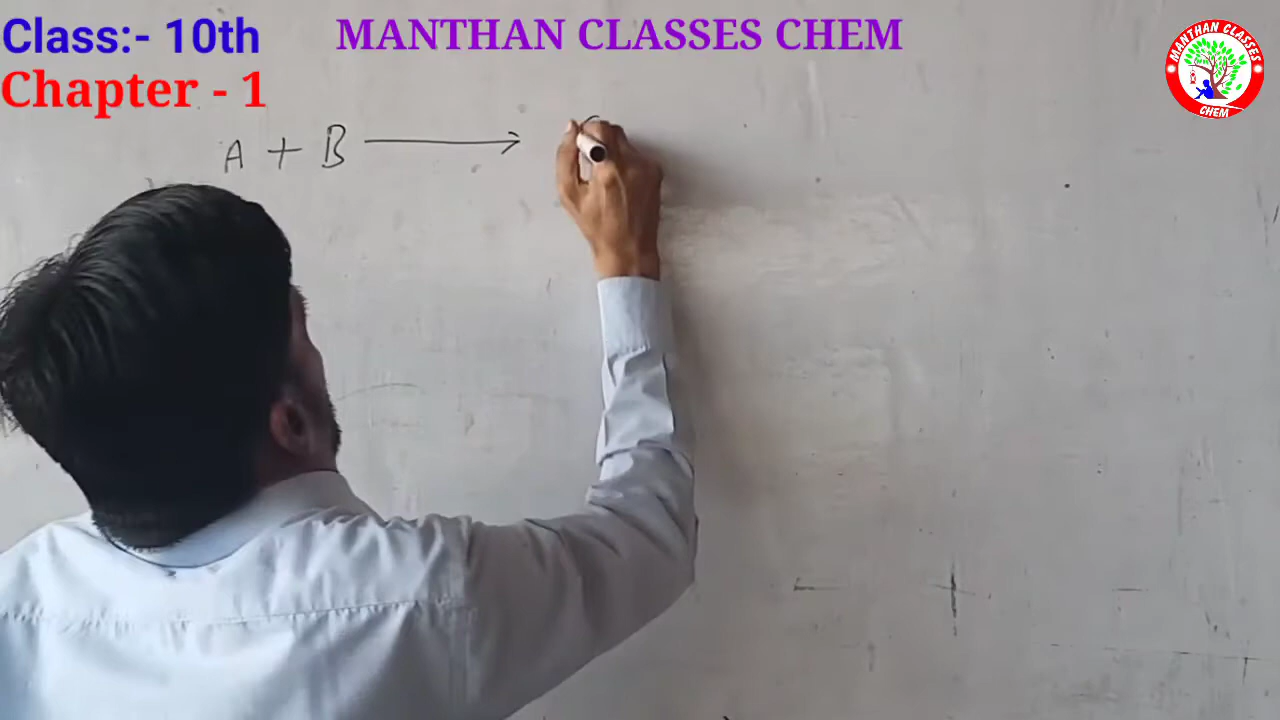 Class:- 10th
MANTHAN CLASSES CHEM
Chapter - 1
MANTHAN CLASSES
CHEM
A + B ⟶